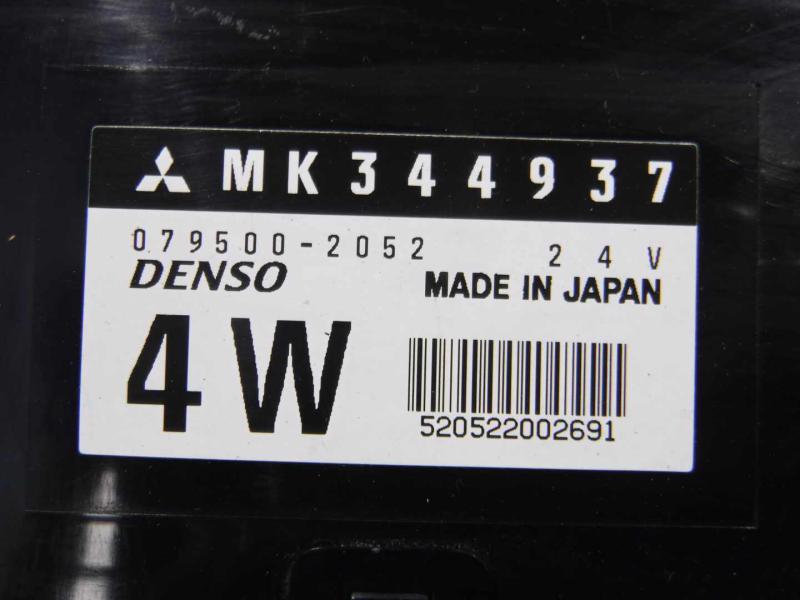 MK344937
079500-2052 24V
DENSO MADE IN JAPAN
4W
520522002691